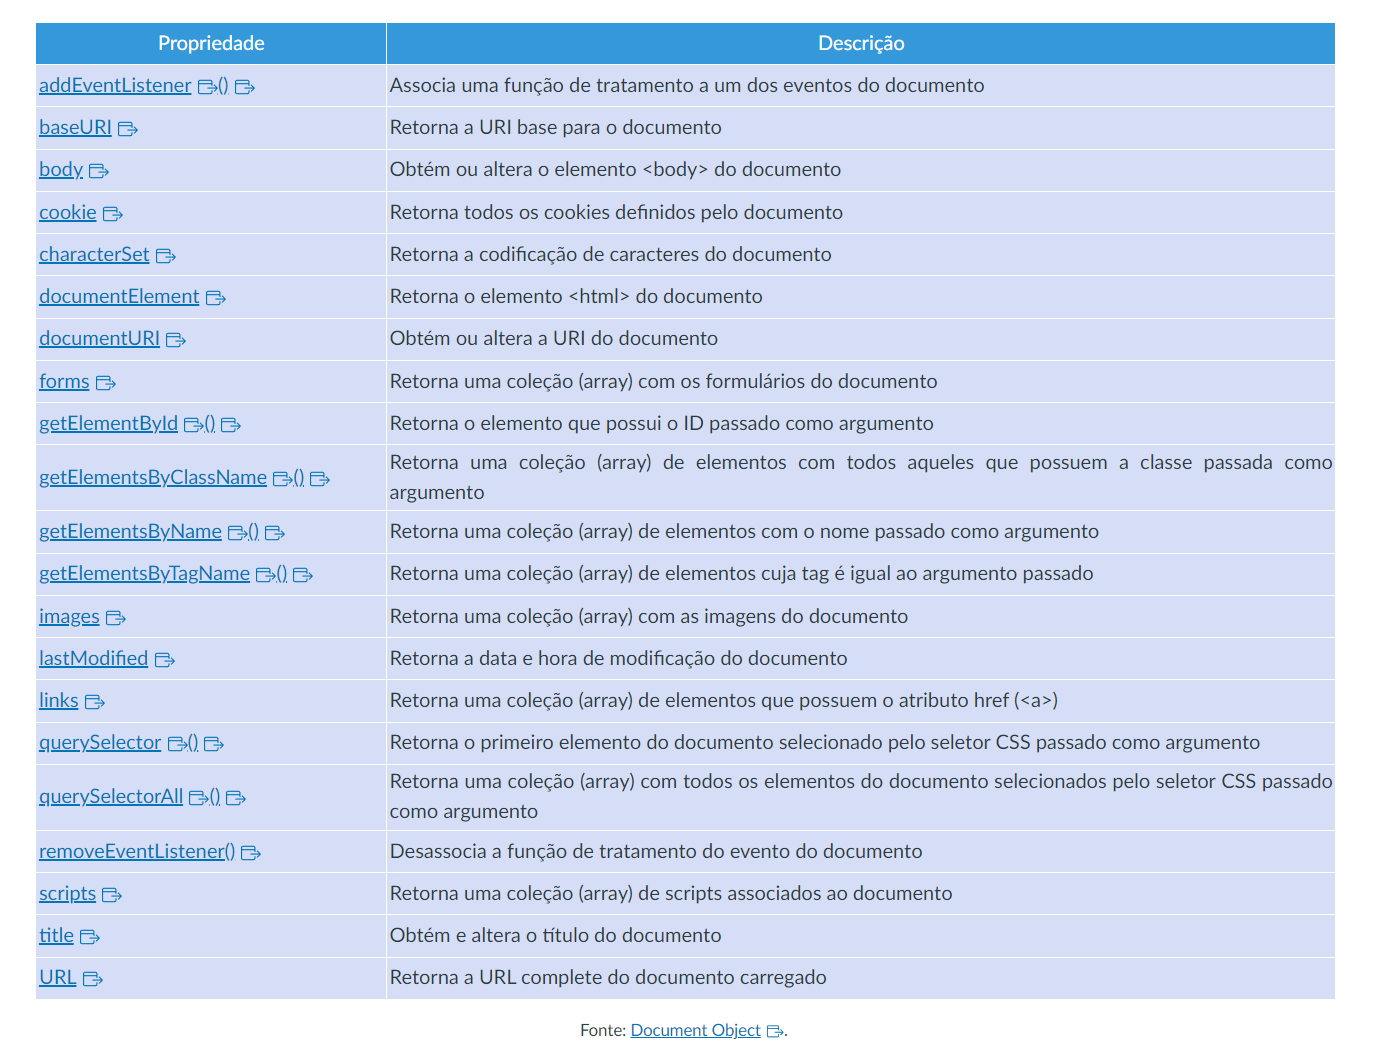 Propriedade Descrição
addEventListener () Associa uma função de tratamento a um dos eventos do documento
baseURI Retorna a URI base para o documento
body Obtém ou altera o elemento <body> do documento
cookie Retorna todos os cookies definidos pelo documento
characterSet Retorna a codificação de caracteres do documento
documentElement Retorna o elemento <html> do documento
documentURI Obtém ou altera a URI do documento
forms Retorna uma coleção (array) com os formulários do documento
getElementById () Retorna o elemento que possui o ID passado como argumento
getElementsByClassName () Retorna uma coleção (array) de elementos com todos aqueles que possuem a classe passada como
argumento
getElementsByName () Retorna uma coleção (array) de elementos com o nome passado como argumento
getElementsByTagName () Retorna uma coleção (array) de elementos cuja tag é igual ao argumento passado
images Retorna uma coleção (array) com as imagens do documento
lastModified Retorna a data e hora de modificação do documento
links Retorna uma coleção (array) de elementos que possuem o atributo href (<a>)
querySelector () Retorna o primeiro elemento do documento selecionado pelo seletor CSS passado como argumento
querySelectorAll () Retorna uma coleção (array) com todos os elementos do documento selecionados pelo seletor CSS passado
como argumento
removeEventListener() Desassocia a função de tratamento do evento do documento
scripts Retorna uma coleção (array) de scripts associados ao documento
title Obtém e altera o título do documento
URL Retorna a URL complete do documento carregado
Fonte: Document Object .